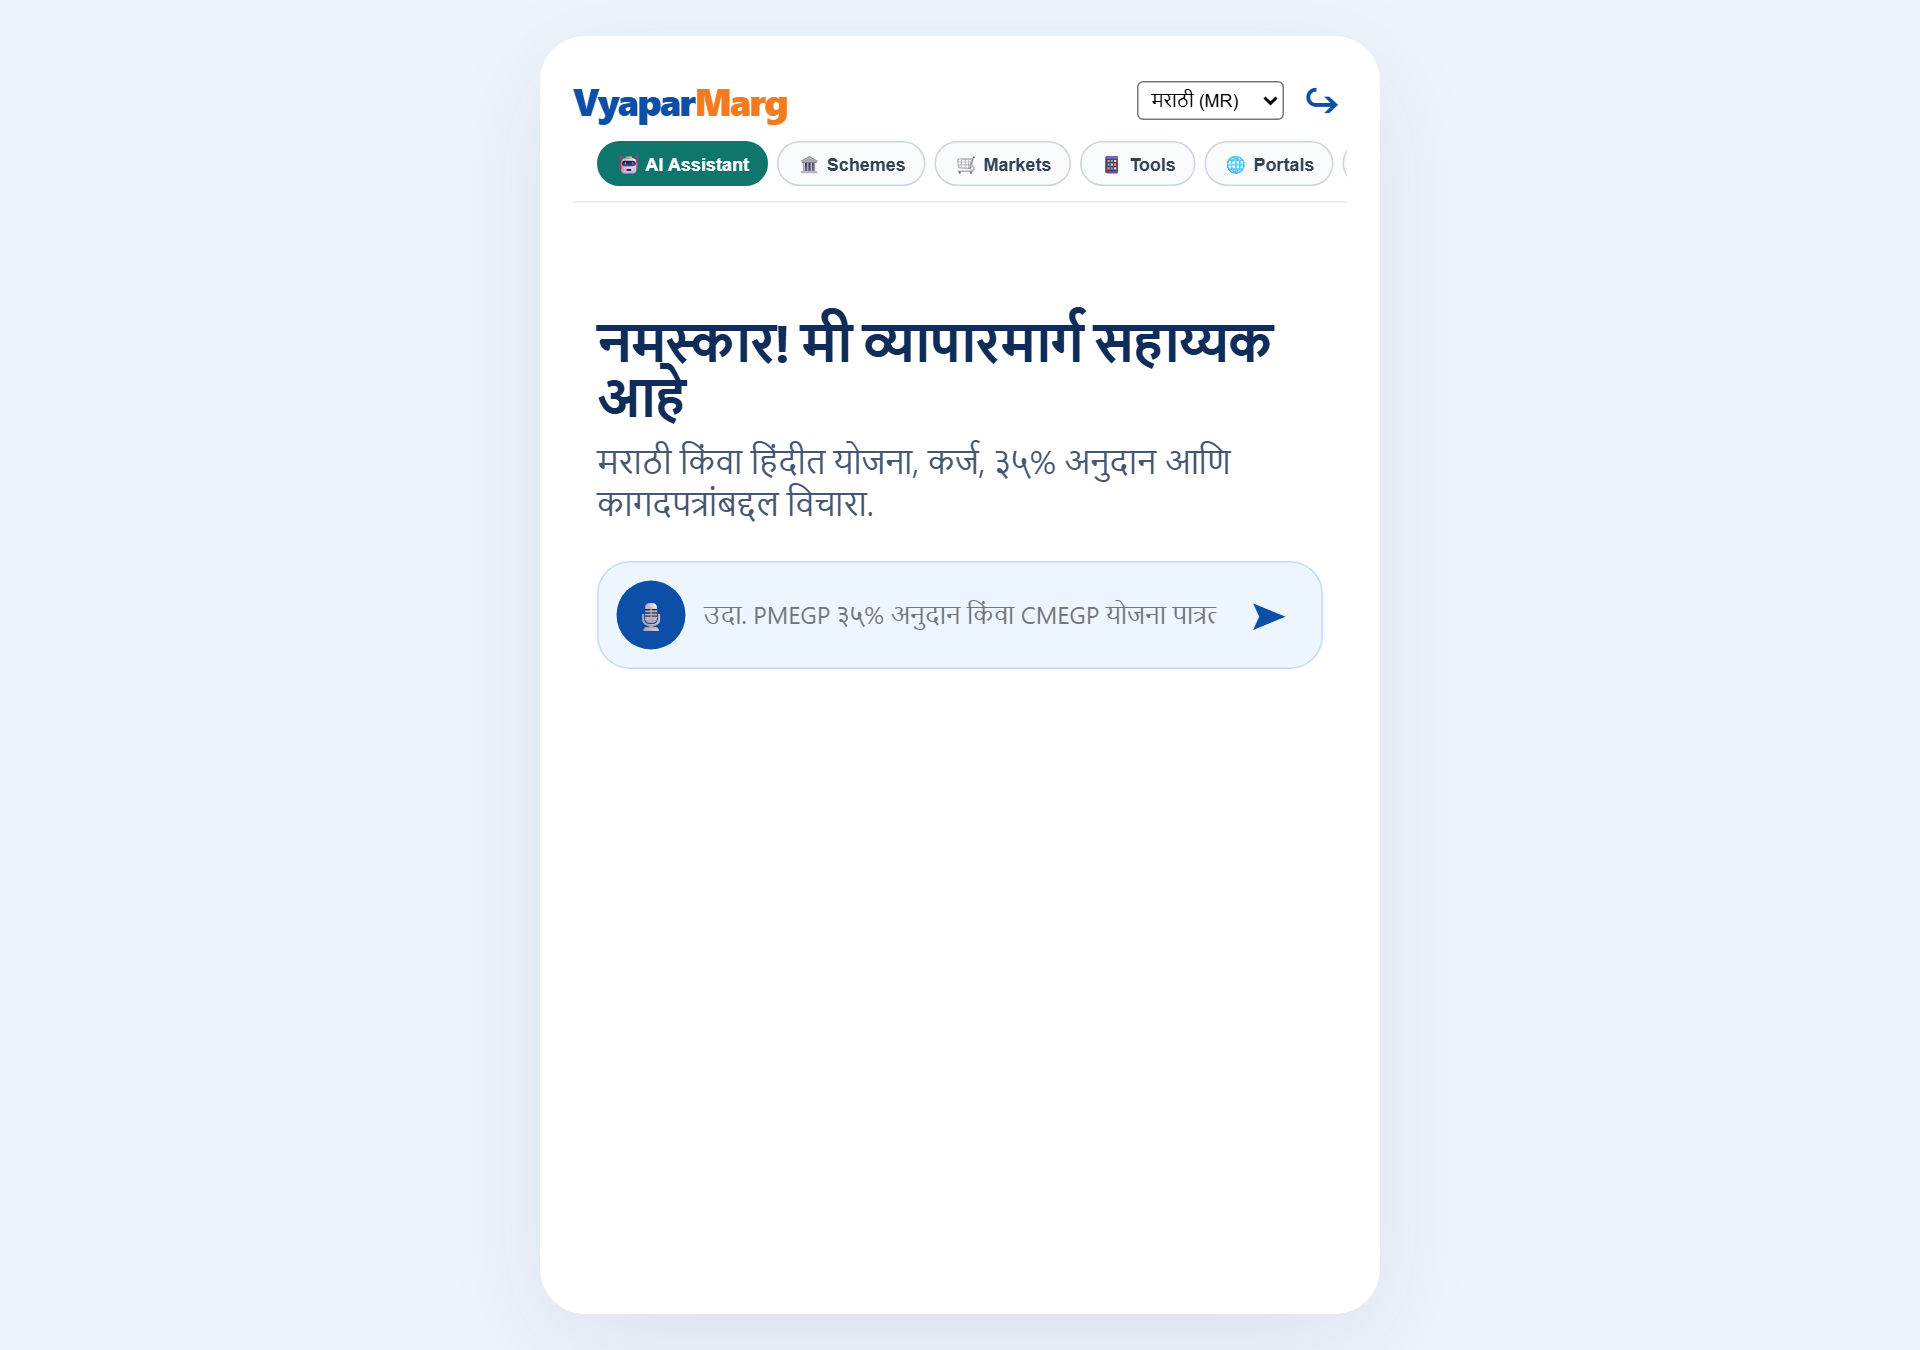 VyaparMarg
मराठी (MR)
AI Assistant
Schemes
Markets
Tools
Portals
नमस्कार! मी व्यापारमार्ग सहाय्यक
आहे
मराठी किंवा हिंदीत योजना, कर्ज, ३५% अनुदान आणि
कागदपत्रांबद्दल विचारा.
उदा. PMEGP ३५% अनुदान किंवा CMEGP योजना